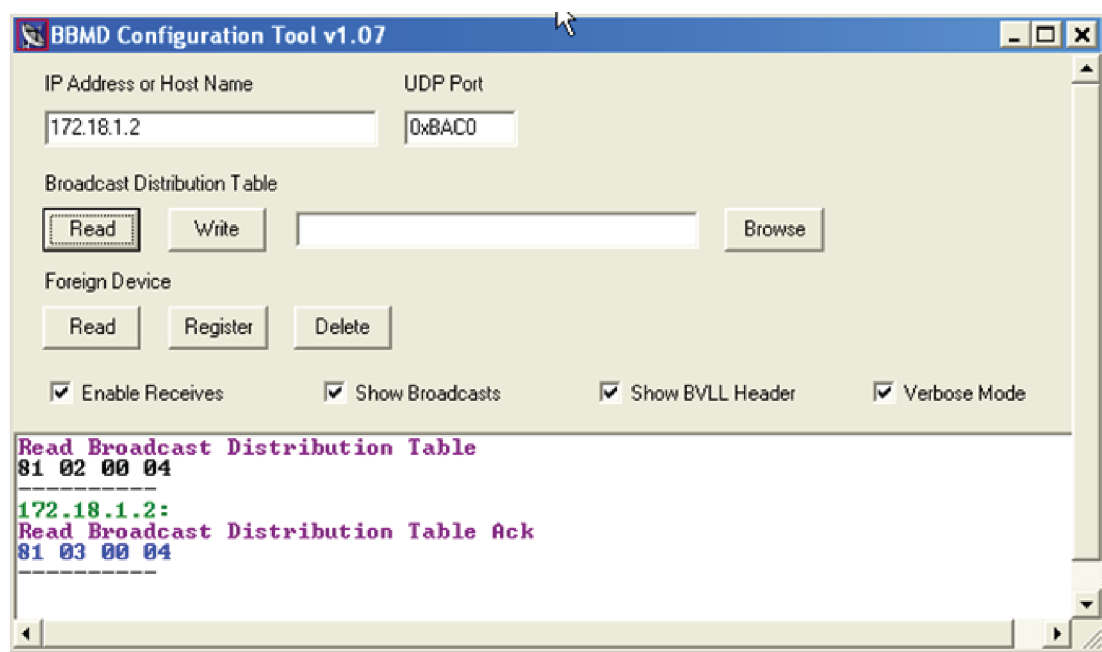 BBMD Configuration Tool v1.07
IP Address or Host Name UDP Port
172.18.1.2 0xBAC0
Broadcast Distribution Table
Read Write Browse
Foreign Device
Read Register Delete
Enable Receives Show Broadcasts Show BVLL Header Verbose Mode
Read Broadcast Distribution Table
81 02 00 04
----------
172.18.1.2:
Read Broadcast Distribution Table Ack
81 03 00 04
----------